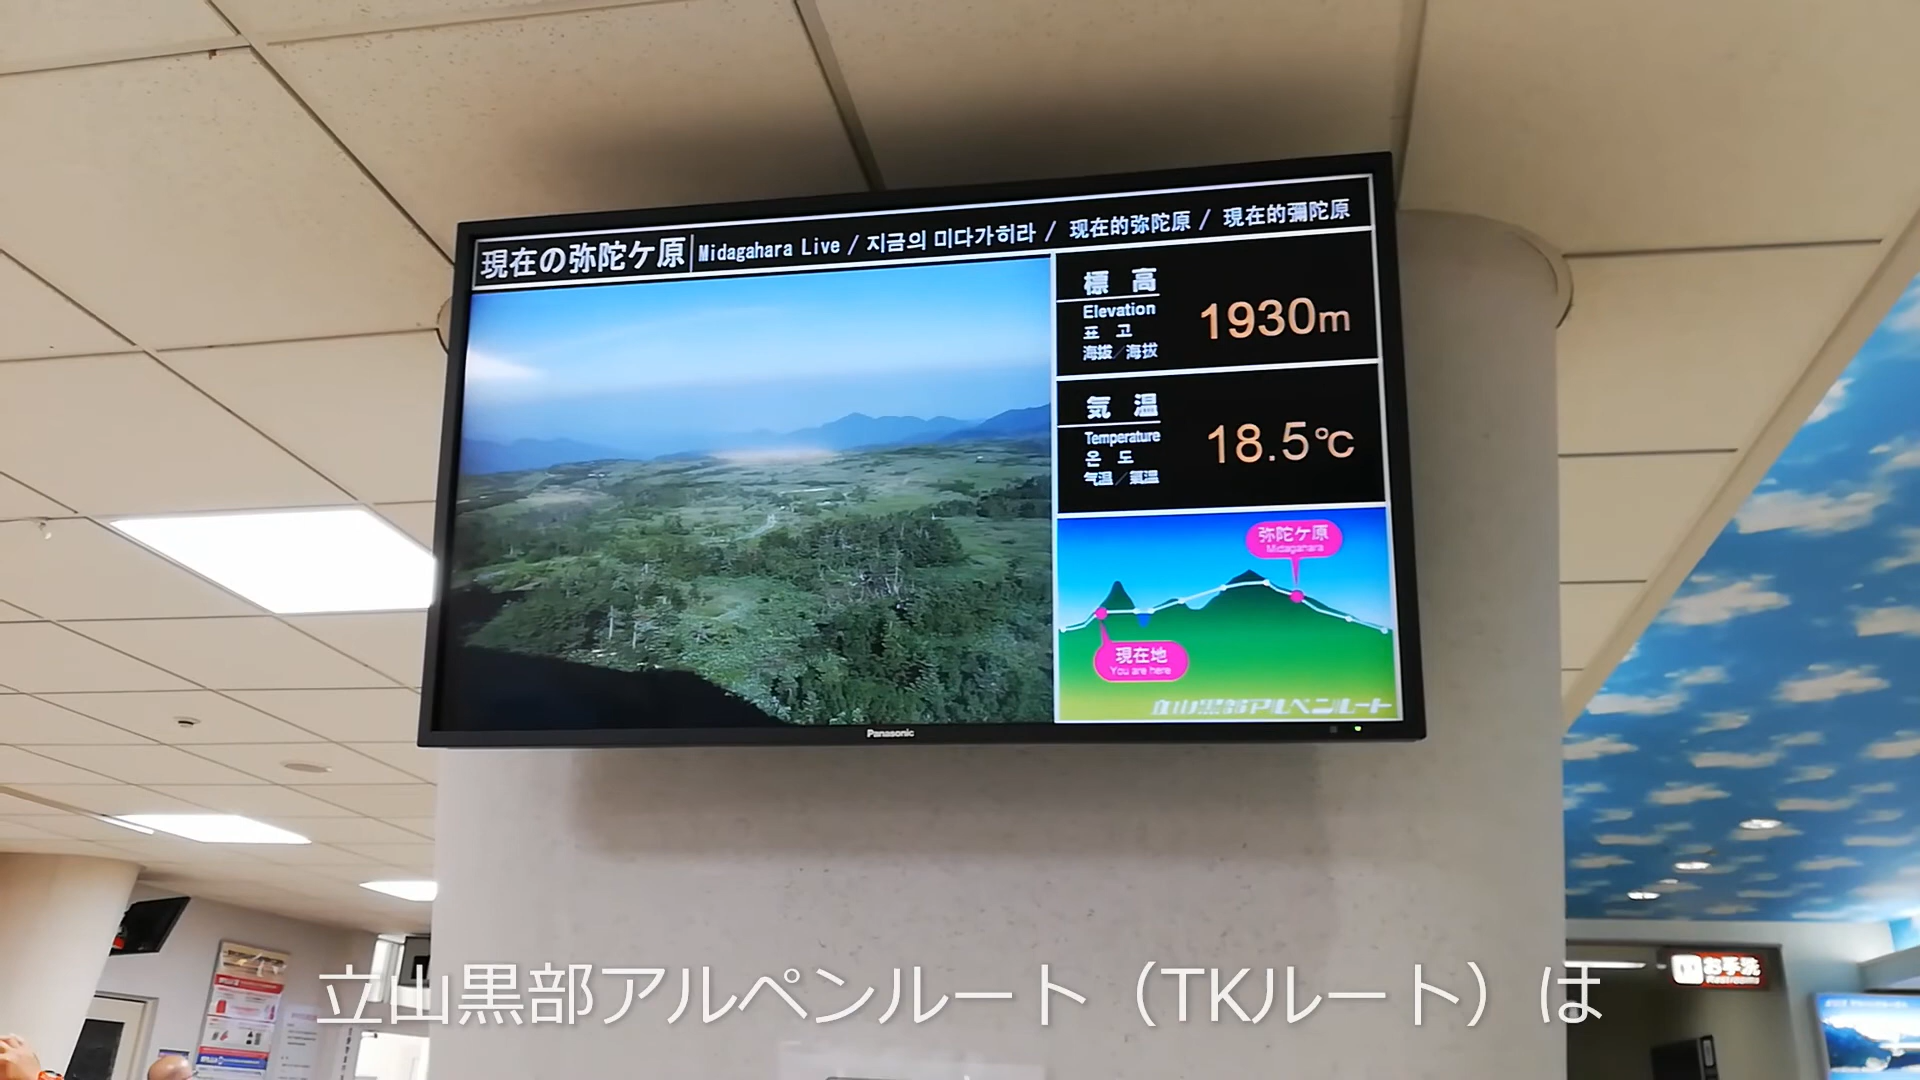 現在の弥陀ケ原 Midagahara Live / 지금의 미다가히라 / 现在的弥陀原 / 現在的彌陀原
標高
Elevation
표고
海拔／海拔
1930m
気温
Temperature
온도
气温／氣溫
18.5℃
弥陀ケ原
Midagahara
現在地
You are here
立山黒部アルペンルート
Panasonic
お手洗
Restrooms
立山黒部アルペンルート（TKルート）は